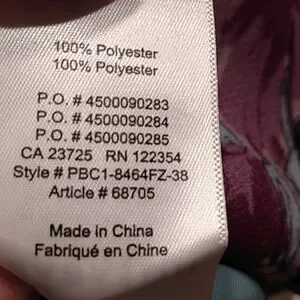 100% Polyester
100% Polyester
P.O. # 4500090283
P.O. # 4500090284
P.O. # 4500090285
CA 23725 RN 122354
Style # PBC1-8464FZ-38
Article # 68705
Made in China
Fabriqué en Chine